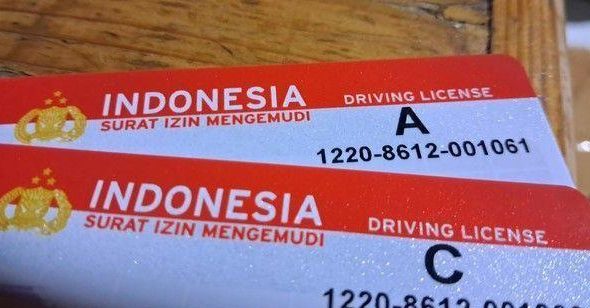 INDONESIA
SURAT IZIN MENGEMUDI
DRIVING LICENSE
A
1220-8612-001061
INDONESIA
SURAT IZIN MENGEMUDI
DRIVING LICENSE
C